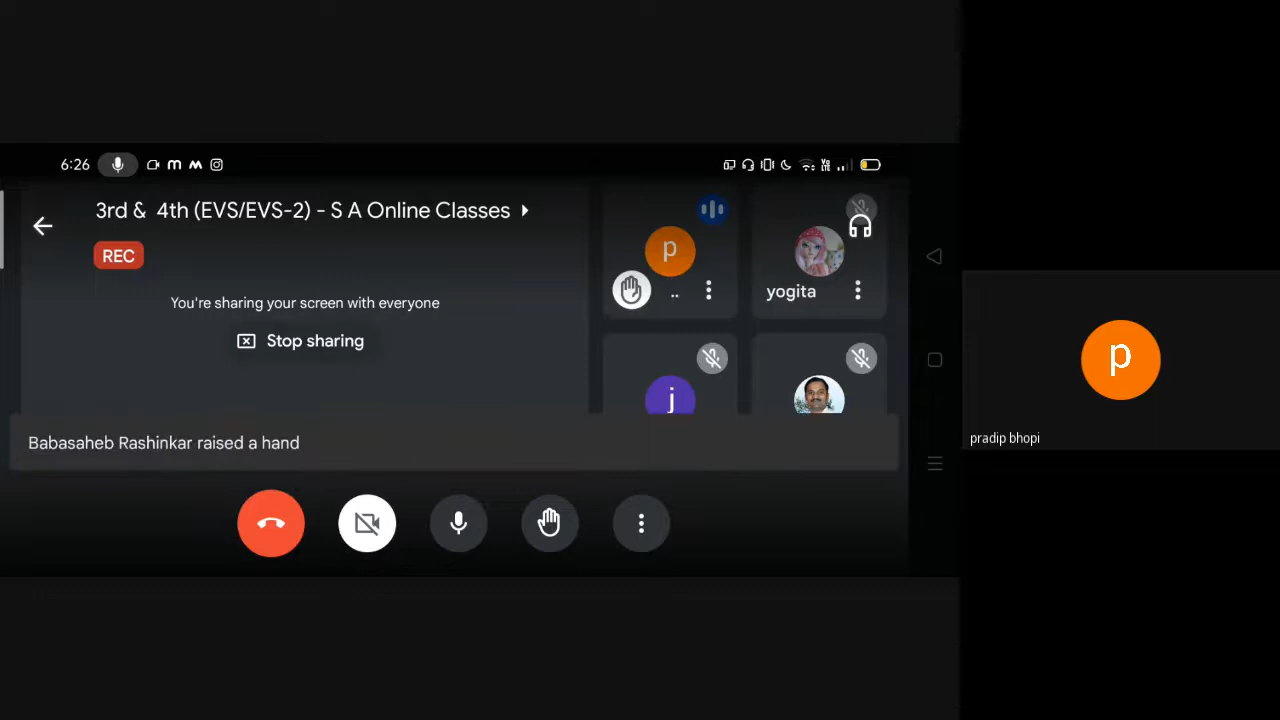 6:26
3rd & 4th (EVS/EVS-2) - S A Online Classes
REC
You're sharing your screen with everyone
Stop sharing
p
..
yogita
j
Babasaheb Rashinkar raised a hand
p
pradip bhopi